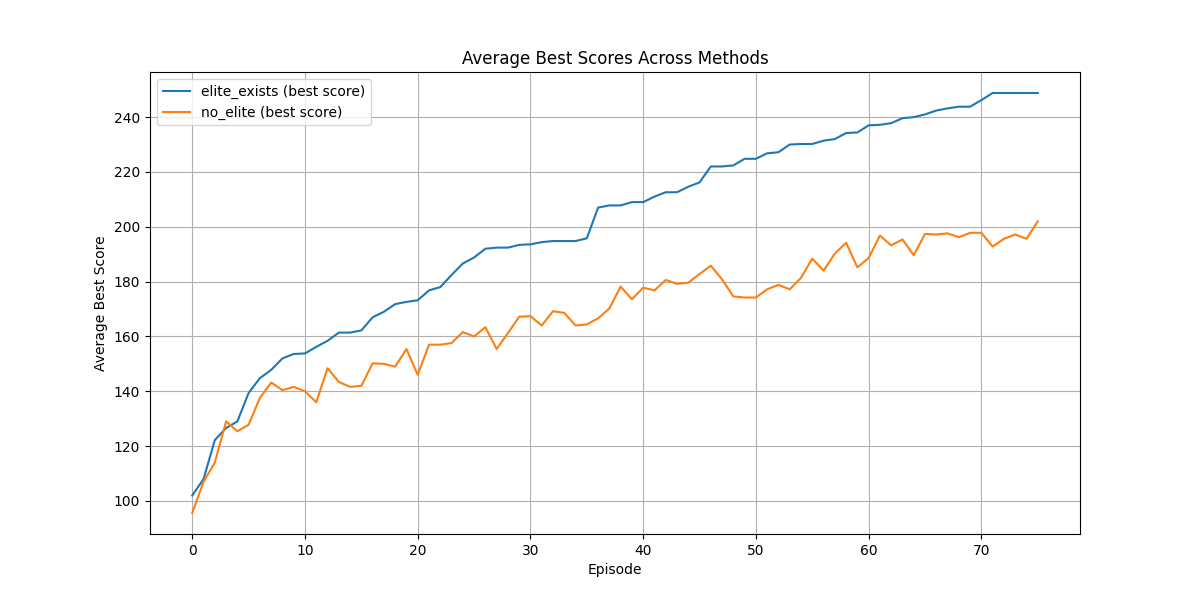 Average Best Scores Across Methods
elite_exists (best score)
no_elite (best score)
240
220
200
180
160
140
120
100
Average Best Score
0 10 20 30 40 50 60 70
Episode